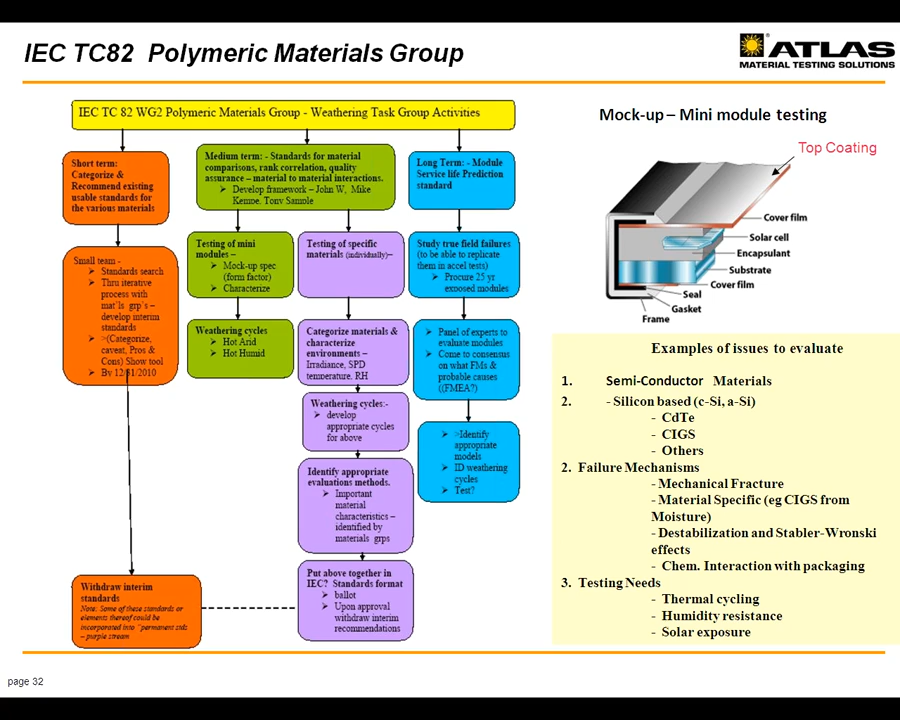 IEC TC82  Polymeric Materials Group
ATLAS
MATERIAL TESTING SOLUTIONS
IEC TC 82 WG2 Polymeric Materials Group - Weathering Task Group Activities
Short term:
Categorize &
Recommend existing
usable standards for
the various materials
Small team -
➢ Standards search
➢ Thru iterative
process with
mat'ls grp's –
develop interim
standards
➢ >(Categorize,
caveat, Pros &
Cons) Show tool
➢ By 12/31/2010
Withdraw interim
standards
Note: Some of these standards or
elements thereof could be
incorporated into "permanent stds
– purple stream
Medium term: - Standards for material
comparisons, rank correlation, quality
assurance – material to material interactions.
➢ Develop framework – John W, Mike
Kempe, Tony Sample
Testing of mini
modules –
➢ Mock-up spec
(form factor)
➢ Characterize
Weathering cycles
➢ Hot Arid
➢ Hot Humid
Testing of specific
materials (individually)–
Categorize materials &
characterize
environments –
Irradiance, SPD
temperature, RH
Weathering cycles:-
➢ develop
appropriate cycles
for above
Identify appropriate
evaluations methods.
➢ Important
material
characteristics –
identified by
materials grps
Put above together in
IEC? Standards format
➢ ballot
➢ Upon approval
withdraw interim
recommendations
Long Term: - Module
Service life Prediction
standard
Study true field failures
(to be able to replicate
them in accel tests)
➢ Procure 25 yr
exposed modules
➢ Panel of experts to
evaluate modules
➢ Come to consensus
on what FMs &
probable causes
((FMEA?)
➢ >Identify
appropriate
models
➢ ID weathering
cycles
➢ Test?
Mock-up – Mini module testing
Top Coating
Cover film
Solar cell
Encapsulant
Substrate
Cover film
Seal
Gasket
Frame
Examples of issues to evaluate
1. Semi-Conductor Materials
2. - Silicon based (c-Si, a-Si)
- CdTe
- CIGS
- Others
2. Failure Mechanisms
- Mechanical Fracture
- Material Specific (eg CIGS from
Moisture)
- Destabilization and Stabler-Wronski
effects
- Chem. Interaction with packaging
3. Testing Needs
- Thermal cycling
- Humidity resistance
- Solar exposure
page 32